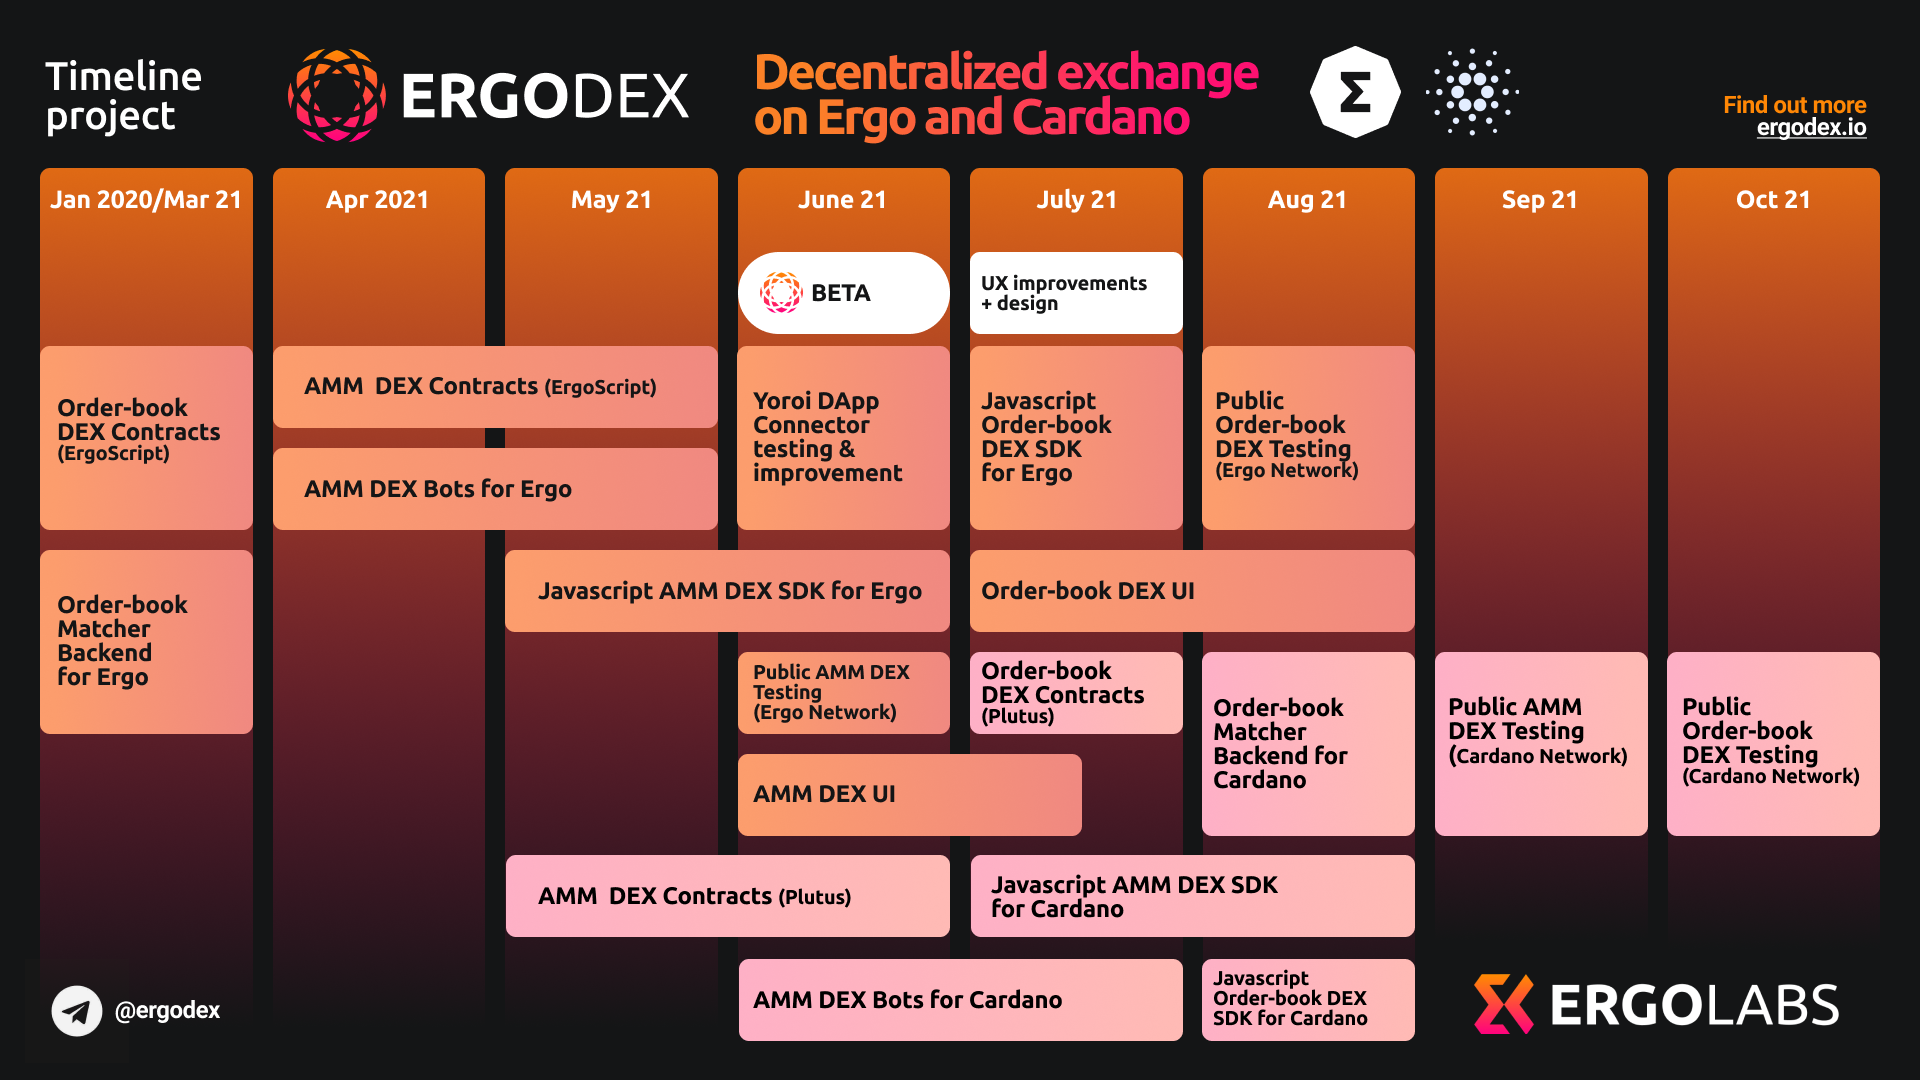 Timeline
project
ERGODEX
Decentralized exchange
on Ergo and Cardano
Σ
Find out more
ergodex.io
Jan 2020/Mar 21
Apr 2021
May 21
June 21
July 21
Aug 21
Sep 21
Oct 21
BETA
UX improvements
+ design
Order-book
DEX Contracts
(ErgoScript)
AMM DEX Contracts (ErgoScript)
AMM DEX Bots for Ergo
Yoroi DApp
Connector
testing &
improvement
Javascript
Order-book
DEX SDK
for Ergo
Public
Order-book
DEX Testing
(Ergo Network)
Order-book
Matcher
Backend
for Ergo
Javascript AMM DEX SDK for Ergo
Order-book DEX UI
Public AMM DEX
Testing
(Ergo Network)
Order-book
DEX Contracts
(Plutus)
Order-book
Matcher
Backend for
Cardano
Public AMM
DEX Testing
(Cardano Network)
Public
Order-book
DEX Testing
(Cardano Network)
AMM DEX UI
AMM DEX Contracts (Plutus)
Javascript AMM DEX SDK
for Cardano
AMM DEX Bots for Cardano
Javascript
Order-book DEX
SDK for Cardano
@ergodex
ERGOLABS